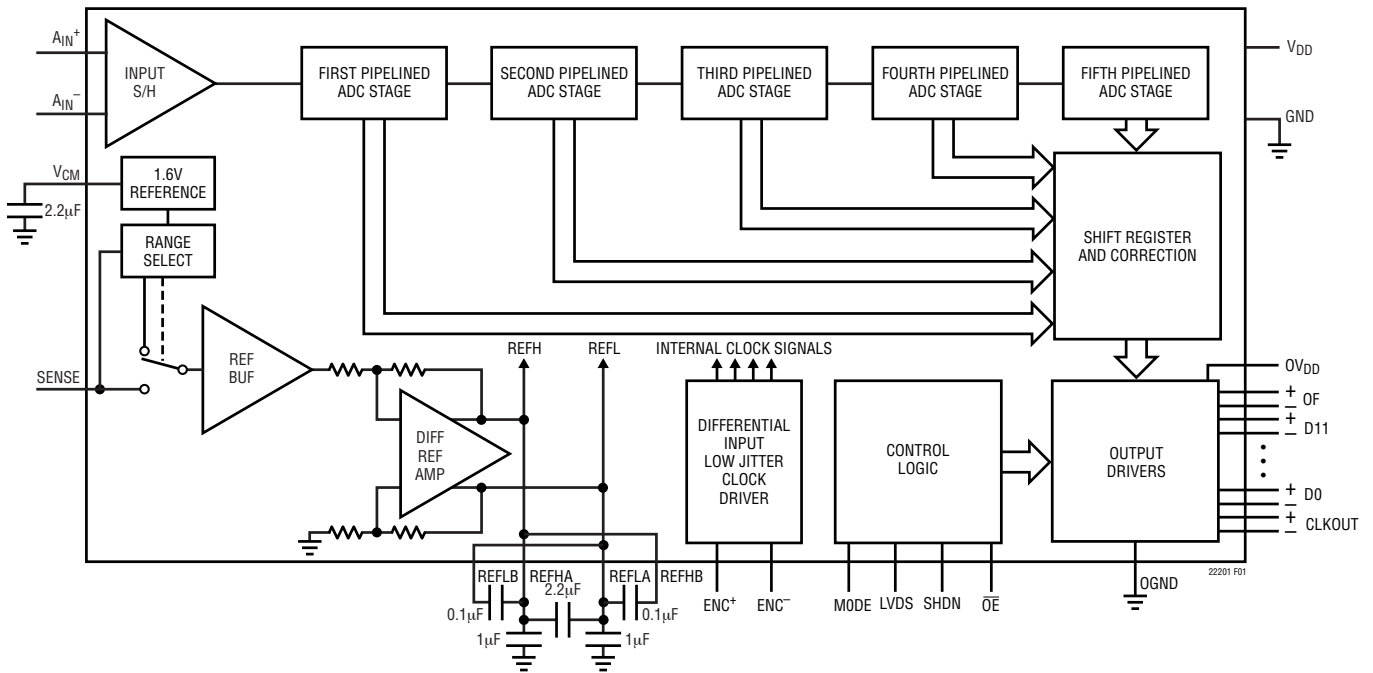 AIN+
INPUT
S/H
AIN−
FIRST PIPELINED
ADC STAGE
SECOND PIPELINED
ADC STAGE
THIRD PIPELINED
ADC STAGE
FOURTH PIPELINED
ADC STAGE
FIFTH PIPELINED
ADC STAGE
VDD
GND
VCM
2.2μF
1.6V
REFERENCE
RANGE
SELECT
SHIFT REGISTER
AND CORRECTION
SENSE
REF
BUF
DIFF
REF
AMP
REFH
REFL
INTERNAL CLOCK SIGNALS
DIFFERENTIAL
INPUT
LOW JITTER
CLOCK
DRIVER
CONTROL
LOGIC
OUTPUT
DRIVERS
OVDD
+
− OF
+
− D11
+
− D0
+
− CLKOUT
REFLB
REFHA
REFLA
REFHB
2.2μF
0.1μF
0.1μF
1μF
1μF
ENC+
ENC−
MODE
LVDS
SHDN
OE
OGND
22201 F01